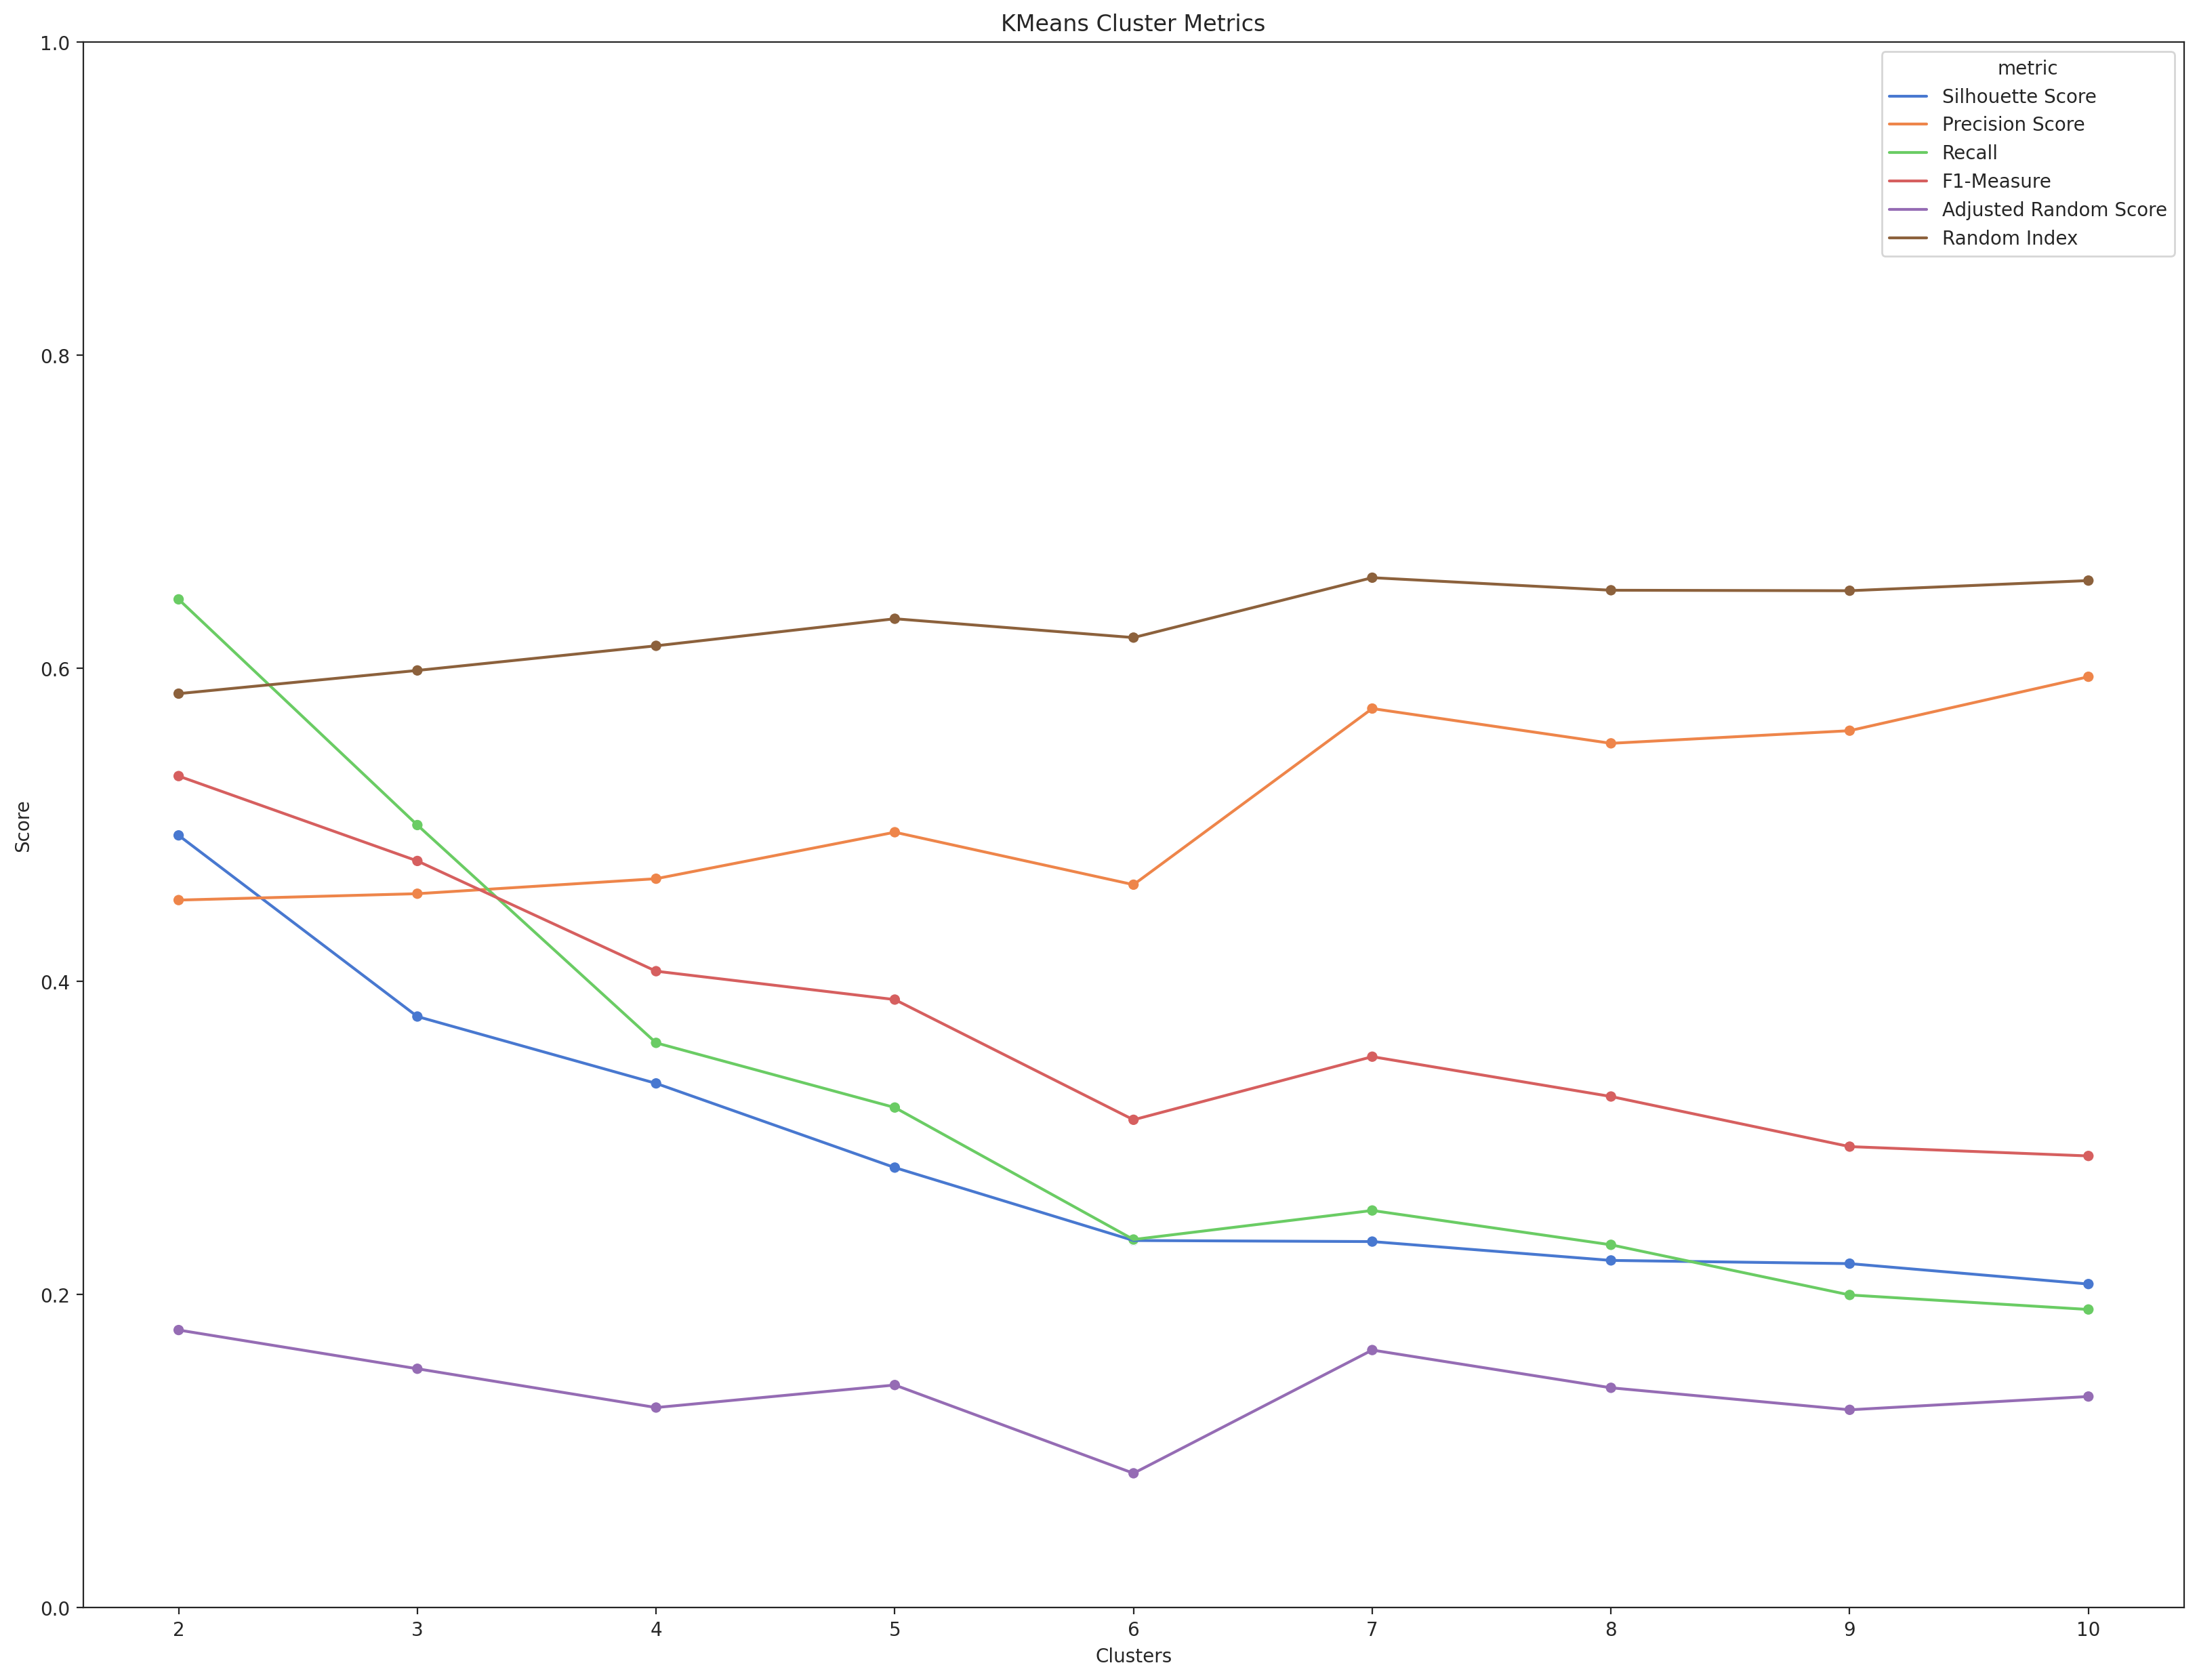 KMeans Cluster Metrics
1.0
0.8
0.6
0.4
0.2
0.0
Score
metric
Silhouette Score
Precision Score
Recall
F1-Measure
Adjusted Random Score
Random Index
2 3 4 5 6 7 8 9 10
Clusters